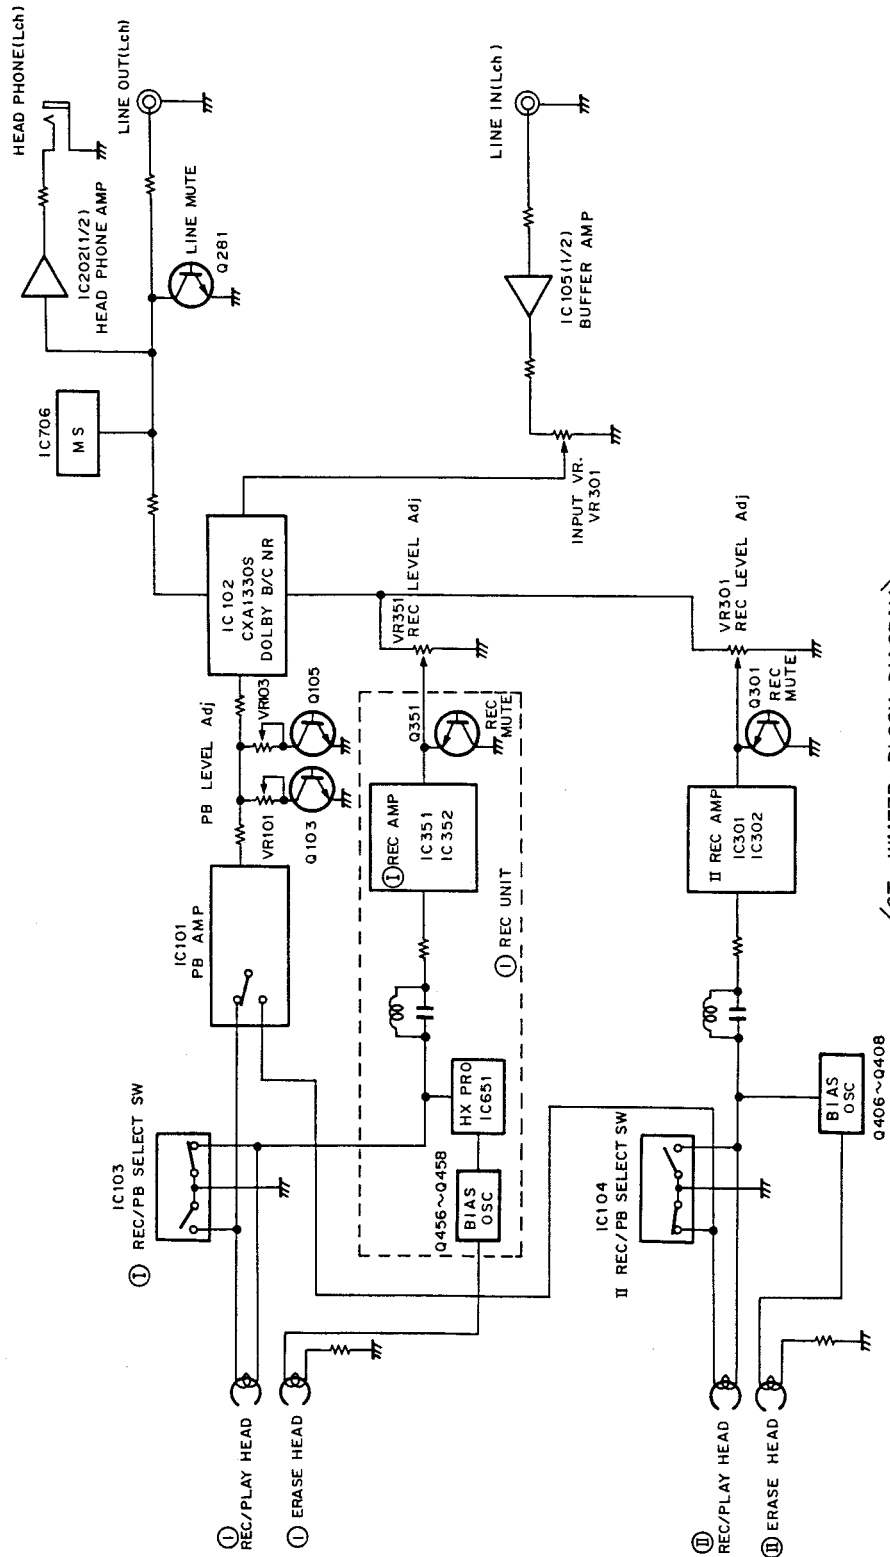 HEAD PHONE(Lch)
IC202(1/2)
HEAD PHONE AMP
LINE OUT(Lch)
LINE MUTE
Q281
IC706
MS
LINE IN(Lch)
IC105(1/2)
BUFFER AMP
INPUT VR.
VR301
IC102
CXA1330S
DOLBY B/C NR
PB LEVEL Adj
VR103
Q105
VR101
Q103
IC101
PB AMP
VR351
REC LEVEL Adj
Q351
REC
MUTE
I REC AMP
IC351
IC352
I REC UNIT
HX PRO
IC651
Q456~Q458
BIAS
OSC
IC103
I REC/PB SELECT SW
VR301
REC LEVEL Adj
Q301
REC
MUTE
II REC AMP
IC301
IC302
IC104
II REC/PB SELECT SW
BIAS
OSC
Q406~Q408
I
REC/PLAY HEAD
I ERASE HEAD
II
REC/PLAY HEAD
II ERASE HEAD